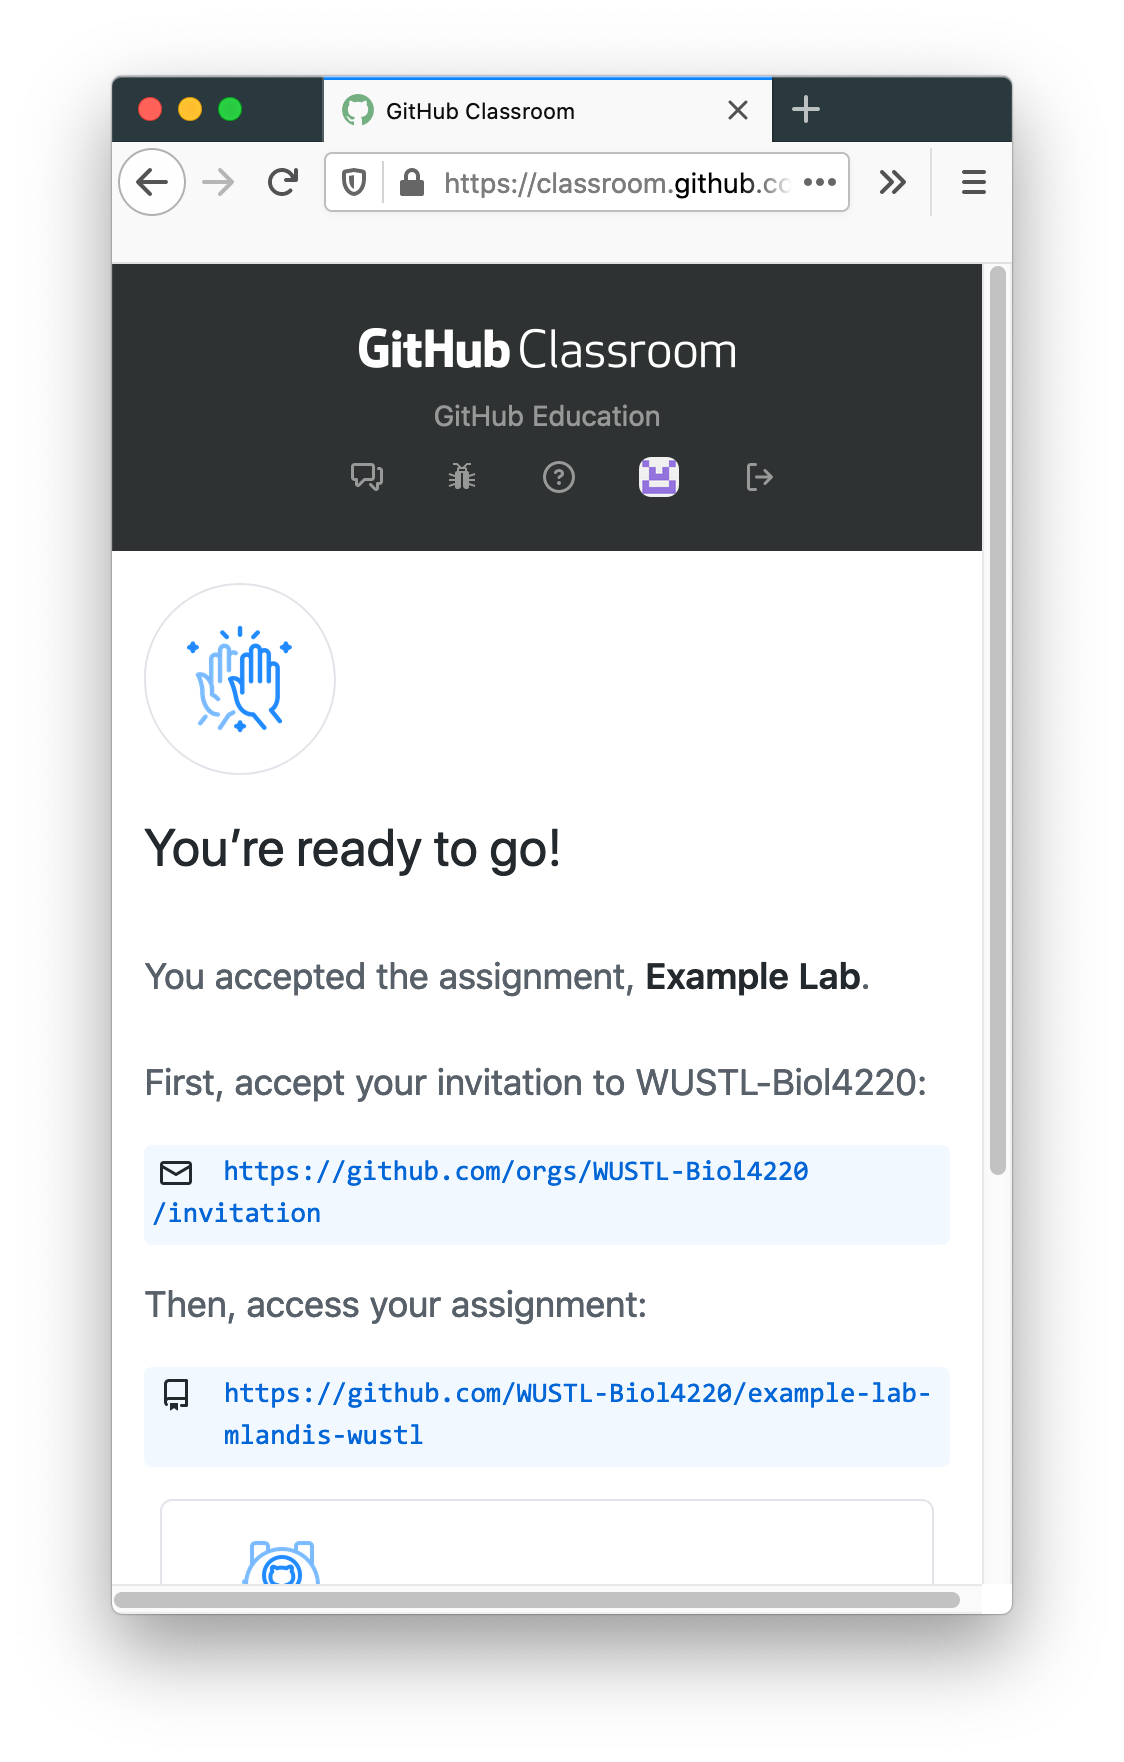 GitHub Classroom
https://classroom.github.co
GitHub Classroom
GitHub Education
You’re ready to go!
You accepted the assignment, Example Lab.
First, accept your invitation to WUSTL-Biol4220:
https://github.com/orgs/WUSTL-Biol4220
/invitation
Then, access your assignment:
https://github.com/WUSTL-Biol4220/example-lab-
mlandis-wustl